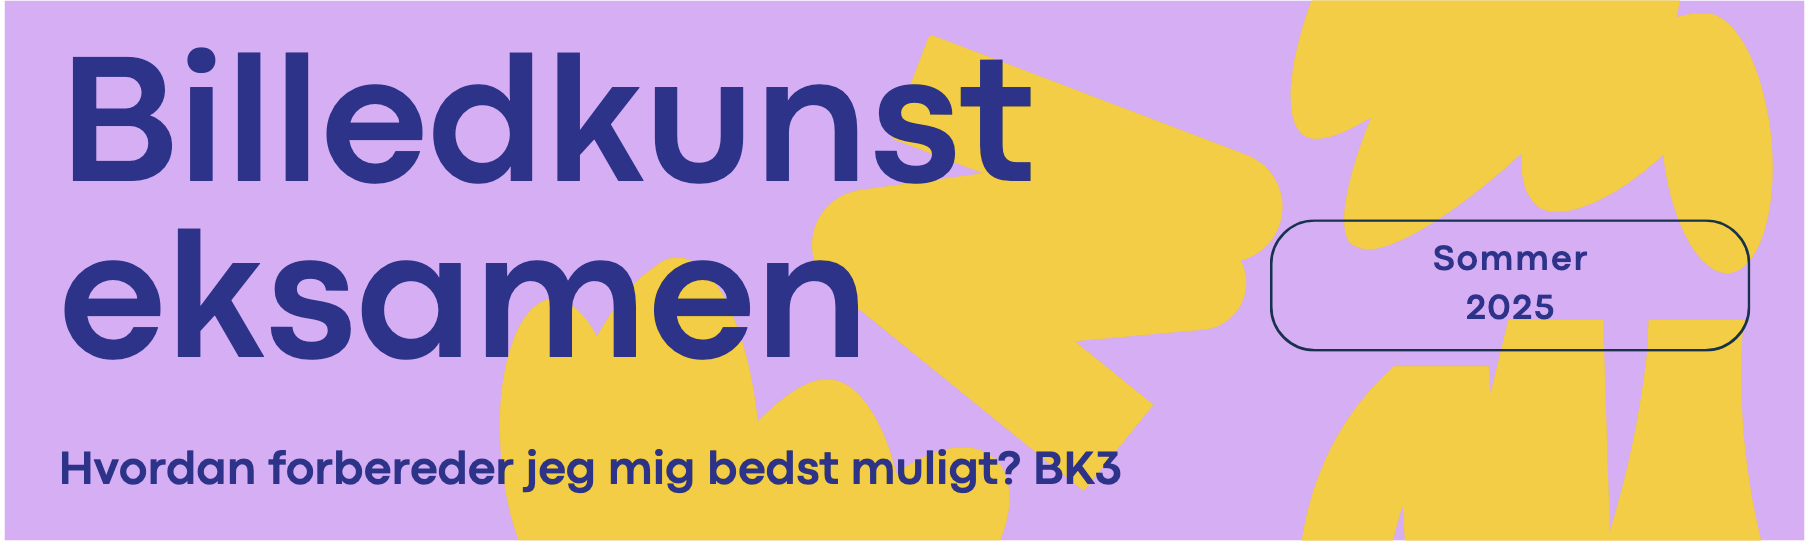 Billedkunst
eksamen
Sommer
2025
Hvordan forbereder jeg mig bedst muligt? BK3